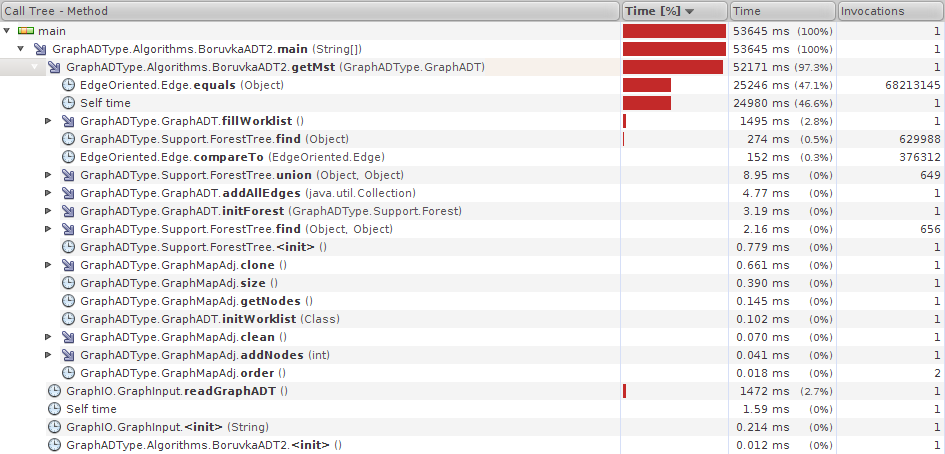 Call Tree - Method Time [%] Time Invocations
main 53645 ms (100%) 1
GraphADType.Algorithms.BoruvkaADT2.main (String[]) 53645 ms (100%) 1
GraphADType.Algorithms.BoruvkaADT2.getMst (GraphADType.GraphADT) 52171 ms (97.3%) 1
EdgeOriented.Edge.equals (Object) 25246 ms (47.1%) 68213145
Self time 24980 ms (46.6%) 1
GraphADType.GraphADT.fillWorklist () 1495 ms (2.8%) 1
GraphADType.Support.ForestTree.find (Object) 274 ms (0.5%) 629988
EdgeOriented.Edge.compareTo (EdgeOriented.Edge) 152 ms (0.3%) 376312
GraphADType.Support.ForestTree.union (Object, Object) 8.95 ms (0%) 649
GraphADType.GraphADT.addAllEdges (java.util.Collection) 4.77 ms (0%) 1
GraphADType.GraphADT.initForest (GraphADType.Support.Forest) 3.19 ms (0%) 1
GraphADType.Support.ForestTree.find (Object, Object) 2.16 ms (0%) 656
GraphADType.Support.ForestTree.<init> () 0.779 ms (0%) 1
GraphADType.GraphMapAdj.clone () 0.661 ms (0%) 1
GraphADType.GraphMapAdj.size () 0.390 ms (0%) 1
GraphADType.GraphMapAdj.getNodes () 0.145 ms (0%) 1
GraphADType.GraphADT.initWorklist (Class) 0.102 ms (0%) 1
GraphADType.GraphMapAdj.clean () 0.070 ms (0%) 1
GraphADType.GraphMapAdj.addNodes (int) 0.041 ms (0%) 1
GraphADType.GraphMapAdj.order () 0.018 ms (0%) 2
GraphIO.GraphInput.readGraphADT () 1472 ms (2.7%) 1
Self time 1.59 ms (0%) 1
GraphIO.GraphInput.<init> (String) 0.214 ms (0%) 1
GraphADType.Algorithms.BoruvkaADT2.<init> () 0.012 ms (0%) 1